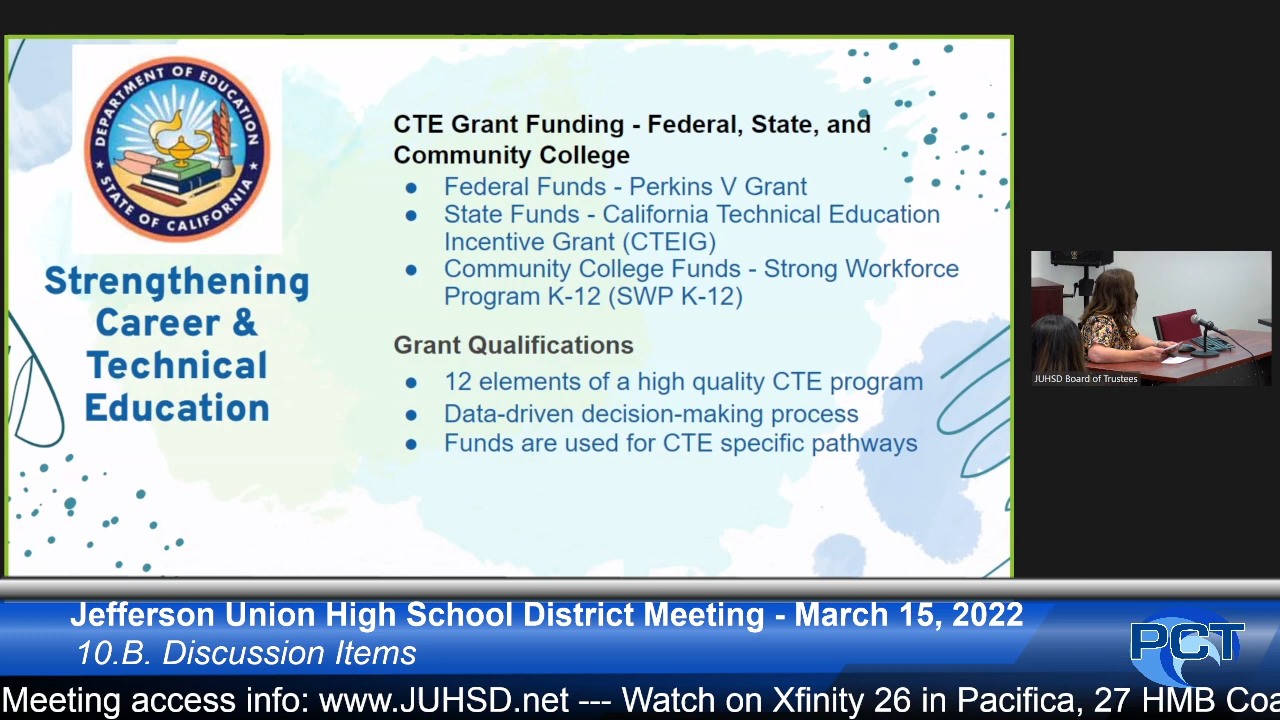 DEPARTMENT OF EDUCATION
STATE OF CALIFORNIA
Strengthening
Career &
Technical
Education
CTE Grant Funding - Federal, State, and
Community College
● Federal Funds - Perkins V Grant
● State Funds - California Technical Education
Incentive Grant (CTEIG)
● Community College Funds - Strong Workforce
Program K-12 (SWP K-12)
Grant Qualifications
● 12 elements of a high quality CTE program
● Data-driven decision-making process
● Funds are used for CTE specific pathways
JUHSD Board of Trustees
Jefferson Union High School District Meeting - March 15, 2022
10.B. Discussion Items
PCT
Meeting access info: www.JUHSD.net --- Watch on Xfinity 26 in Pacifica, 27 HMB Coa